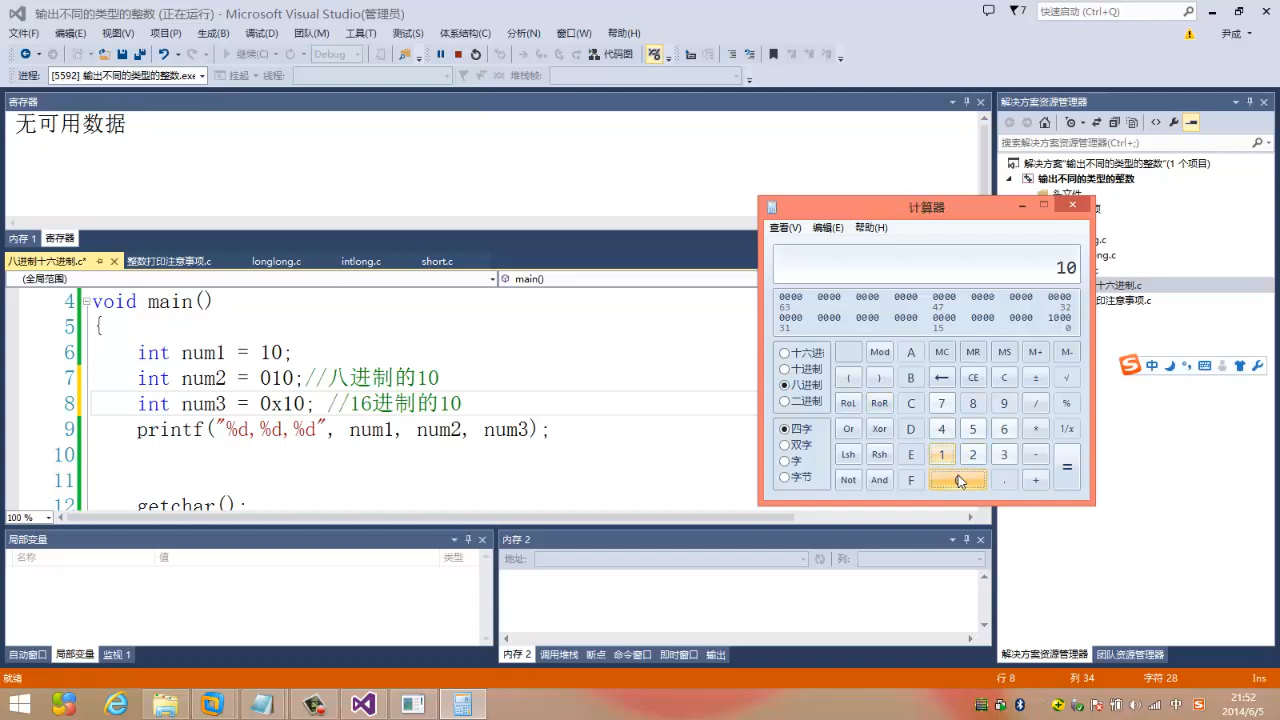 输出不同的类型的整数 (正在运行) - Microsoft Visual Studio(管理员)
7
快速启动 (Ctrl+Q)
文件(F) 编辑(E) 视图(V) 项目(P) 生成(B) 调试(D) 团队(M) 工具(T) 测试(S) 体系结构(C) 分析(N) 窗口(W) 帮助(H)
尹成
继续(C) Debug 代码图
进程: [5592] 输出不同的类型的整数.exe 挂起 线程: 堆栈帧:
寄存器
无可用数据
内存 1 寄存器
八进制十六进制.c* 整数打印注意事项.c longlong.c intlong.c short.c
(全局范围) main()
4 void main()
5 {
6 int num1 = 10;
7 int num2 = 010;//八进制的10
8 int num3 = 0x10; //16进制的10
9 printf("%d,%d,%d", num1, num2, num3);
10
11
12 getchar();
100 %
局部变量
名称 值 类型
自动窗口 局部变量 监视 1
内存 2
地址: 列:
内存 2 调用堆栈 断点 命令窗口 即时窗口 输出
解决方案资源管理器
搜索解决方案资源管理器(Ctrl+;)
解决方案"输出不同的类型的整数"(1 个项目)
输出不同的类型的整数
头文件
项
g.c
ng.c
c
十六进制.c
印注意事项.c
解决方案资源管理器 团队资源管理器
计算器
查看(V) 编辑(E) 帮助(H)
10
0000 0000 0000 0000 0000 0000 0000 0000
63 47 32
0000 0000 0000 0000 0000 0000 0000 1000
31 15 0
十六进制 Mod A MC MR MS M+ M-
十进制 ( ) B ← CE C ± √
八进制 RoL RoR C 7 8 9 / %
二进制
四字 Or Xor D 4 5 6 * 1/x
双字 Lsh Rsh E 1 2 3 - =
字
字节 Not And F . +
中
就绪 行 8 列 34 字符 28 Ins
中
21:52
2014/6/5